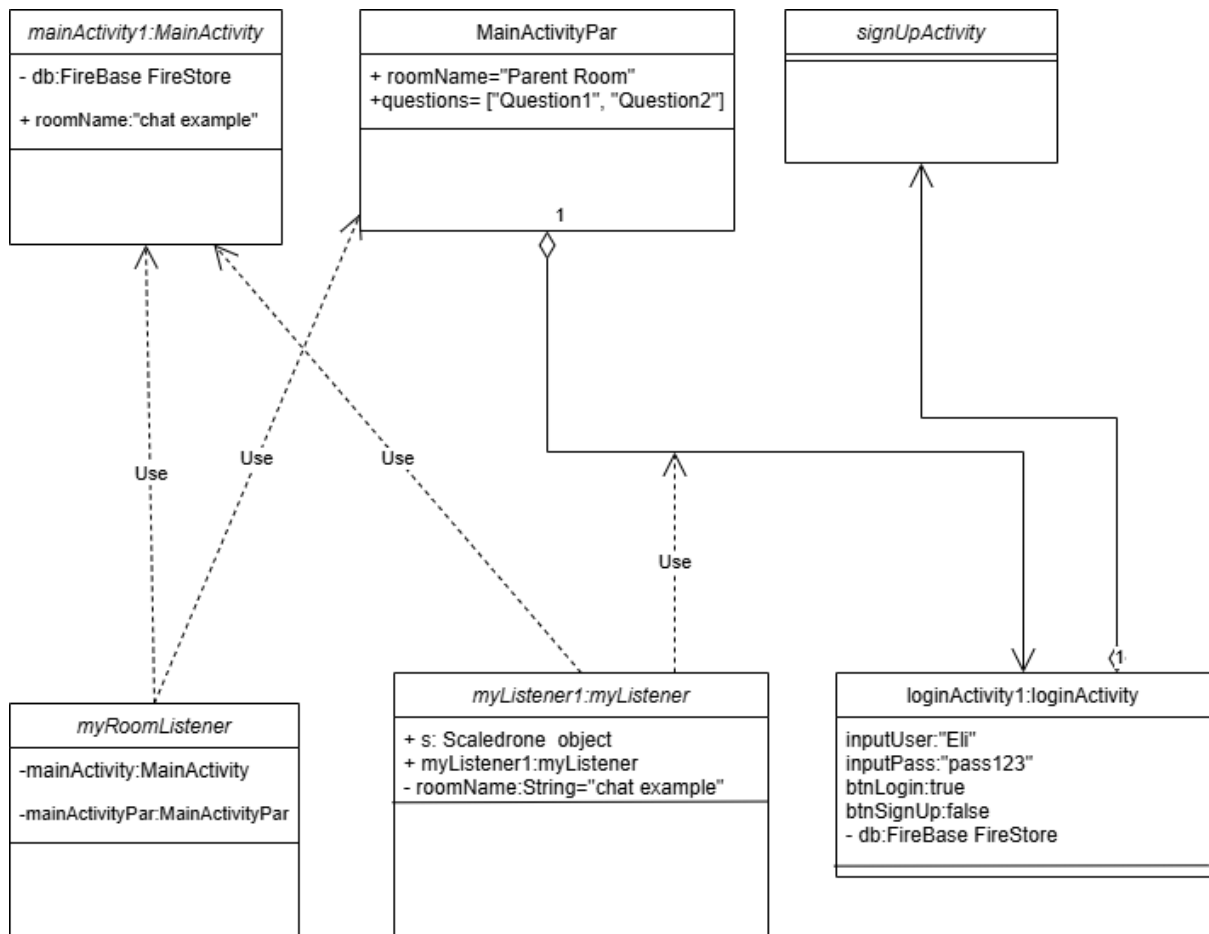 mainActivity1:MainActivity
- db:FireBase FireStore
+ roomName:"chat example"
MainActivityPar
+ roomName="Parent Room"
+questions= ["Question1", "Question2"]
1
signUpActivity
Use
Use
Use
Use
myRoomListener
-mainActivity:MainActivity
-mainActivityPar:MainActivityPar
myListener1:myListener
+ s: Scaledrone object
+ myListener1:myListener
- roomName:String="chat example"
1
loginActivity1:loginActivity
inputUser:"Eli"
inputPass:"pass123"
btnLogin:true
btnSignUp:false
- db:FireBase FireStore